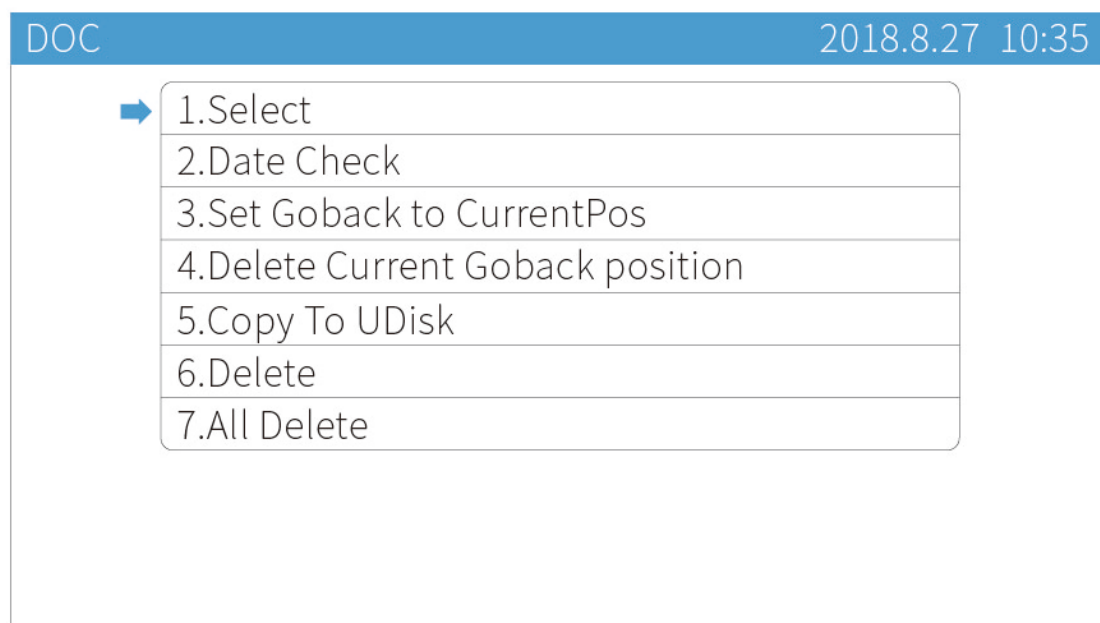 DOC 2018.8.27 10:35
1.Select
2.Date Check
3.Set Goback to CurrentPos
4.Delete Current Goback position
5.Copy To UDisk
6.Delete
7.All Delete